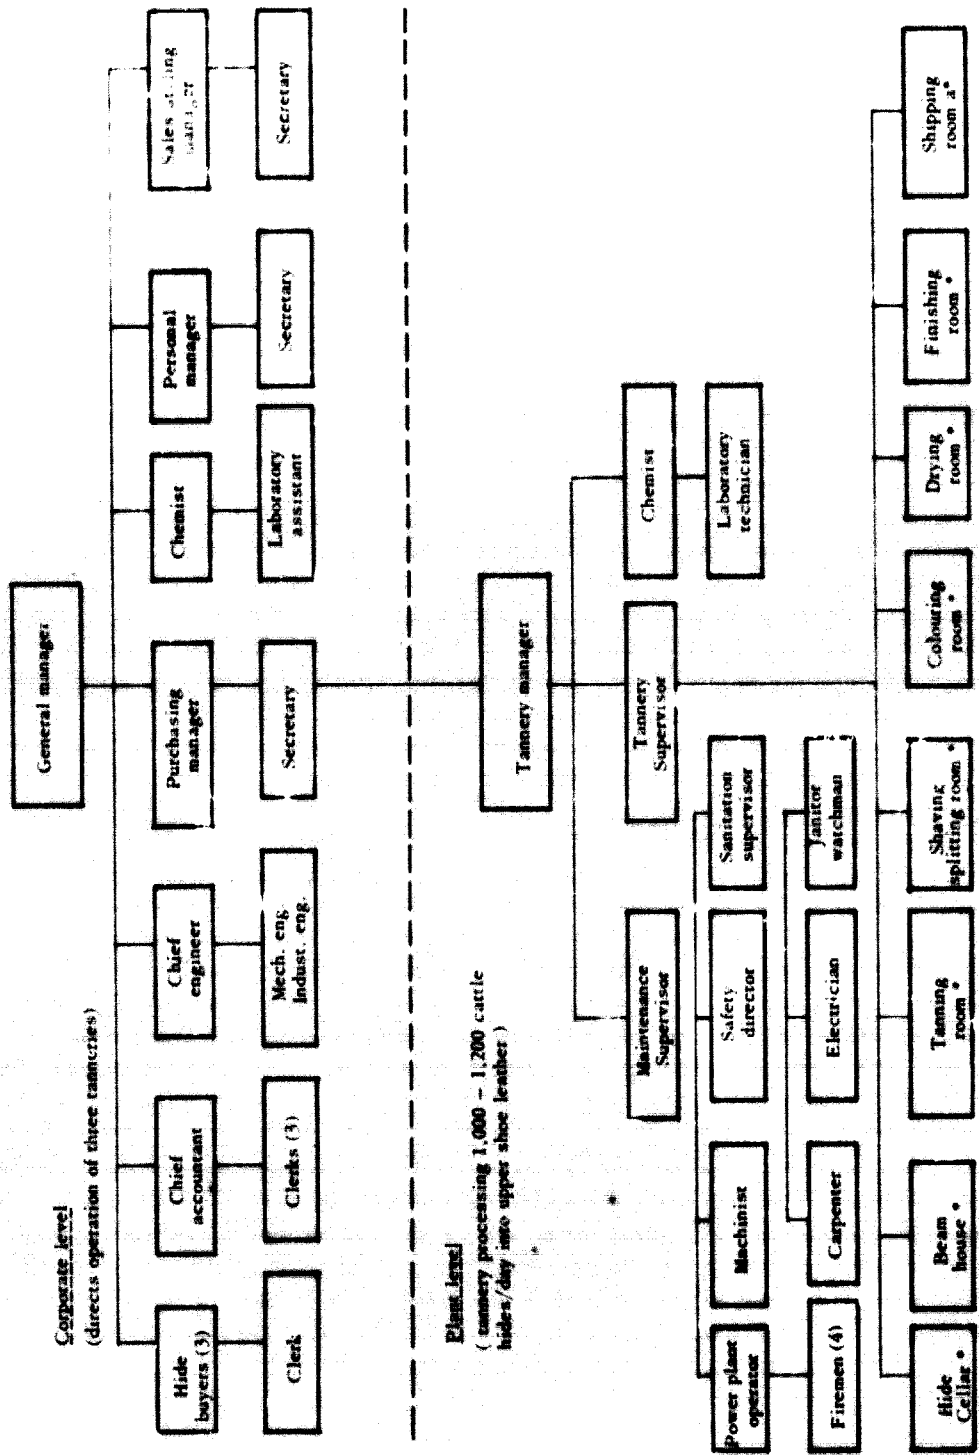 General manager
Corporate level
(directs operation of three tanneries)
Hide
buyers (3)
Chief
accountant
Chief
engineer
Purchasing
manager
Chemist
Personal
manager
Sales
Clerk
Clerks (3)
Mech. eng.
Indust. eng.
Secretary
Laboratory
assistant
Secretary
Secretary
Plant level
( tannery processing 1,000 – 1,200 cattle
hides/day into upper shoe leather )
Tannery manager
Maintenance
Supervisor
Tannery
Supervisor
Chemist
Laboratory
technician
Power plant
operator
Machinist
Safety
director
Sanitation
supervisor
Firemen (4)
Carpenter
Electrician
Janitor
watchman
Hide
Cellar *
Beam
house *
Tanning
room *
Shaving
splitting room *
Colouring
room *
Drying
room *
Finishing
room *
Shipping
room a*